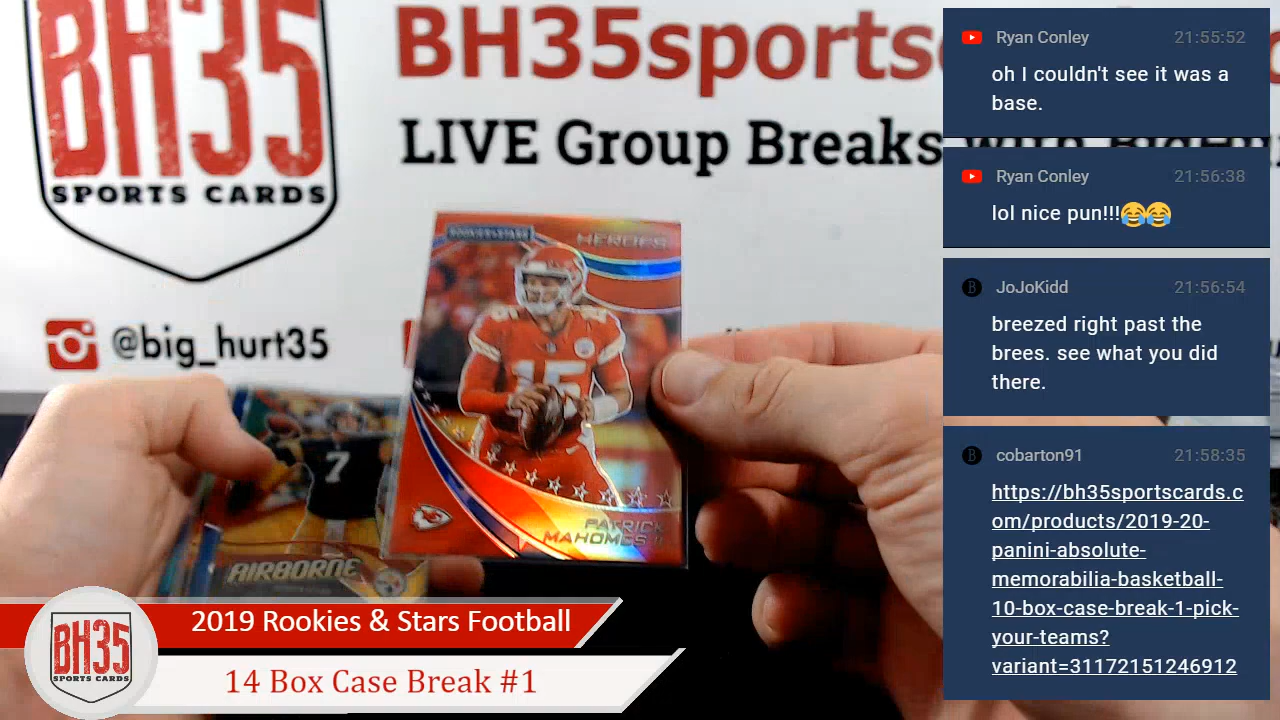 BH35
SPORTS CARDS
BH35sports
LIVE Group Breaks with
@big_hurt35
ROOKIES & STARS
HEROES
15
PATRICK
MAHOMES II
7
AIRBORNE
BH35
SPORTS CARDS
2019 Rookies & Stars Football
14 Box Case Break #1
Ryan Conley 21:55:52
oh I couldn't see it was a
base.
Ryan Conley 21:56:38
lol nice pun!!!😂😂
JoJoKidd 21:56:54
breezed right past the
brees. see what you did
there.
cobarton91 21:58:35
https://bh35sportscards.c
om/products/2019-20-
panini-absolute-
memorabilia-basketball-
10-box-case-break-1-pick-
your-teams?
variant=31172151246912